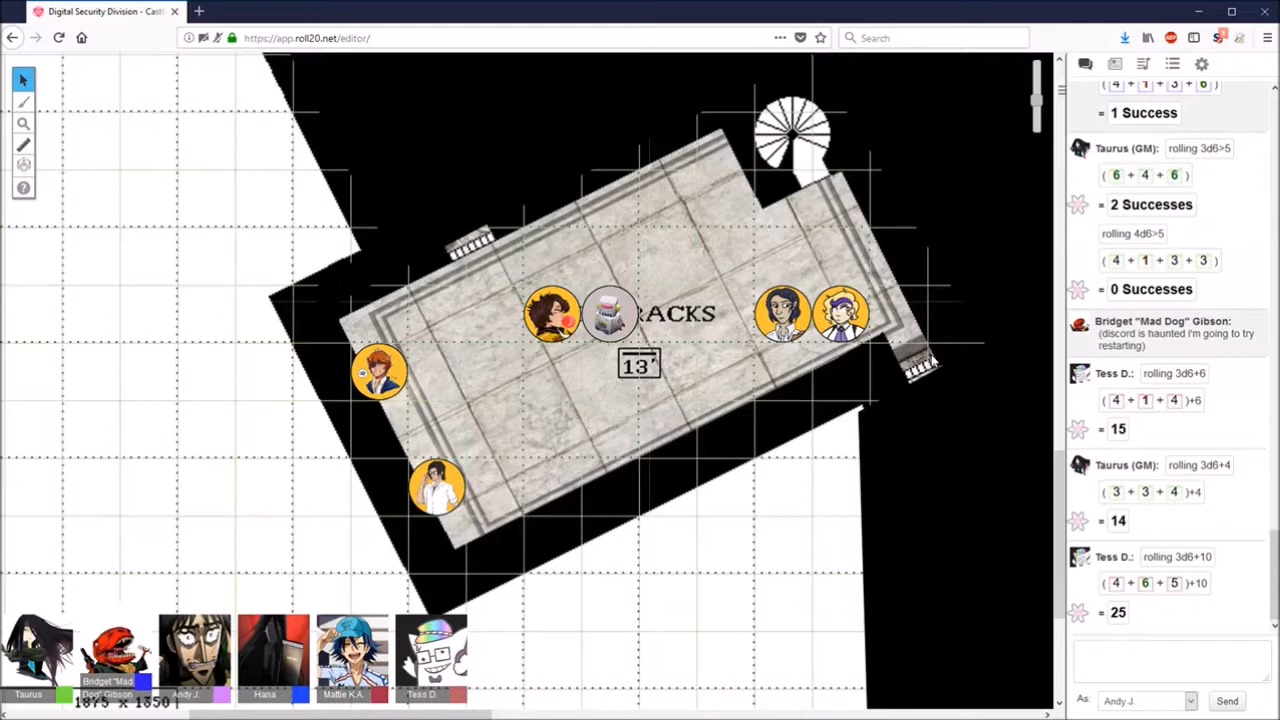 Digital Security Division - Cast
https://app.roll20.net/editor/
Search
RACKS
13'
( 4 + 1 + 3 + 6 )
= 1 Success
Taurus (GM): rolling 3d6>5
( 6 + 4 + 6 )
= 2 Successes
rolling 4d6>5
( 4 + 1 + 3 + 3 )
= 0 Successes
Bridget "Mad Dog" Gibson:
(discord is haunted I'm going to try
restarting)
Tess D.: rolling 3d6+6
( 4 + 1 + 4 )+6
= 15
Taurus (GM): rolling 3d6+4
( 3 + 3 + 4 )+4
= 14
Tess D.: rolling 3d6+10
( 4 + 6 + 5 )+10
= 25
Taurus
Bridget "Mad
Dog" Gibson
Andy J.
Hana
Mattie K.A.
Tess D.
1875 x 1350
As: Andy J. Send